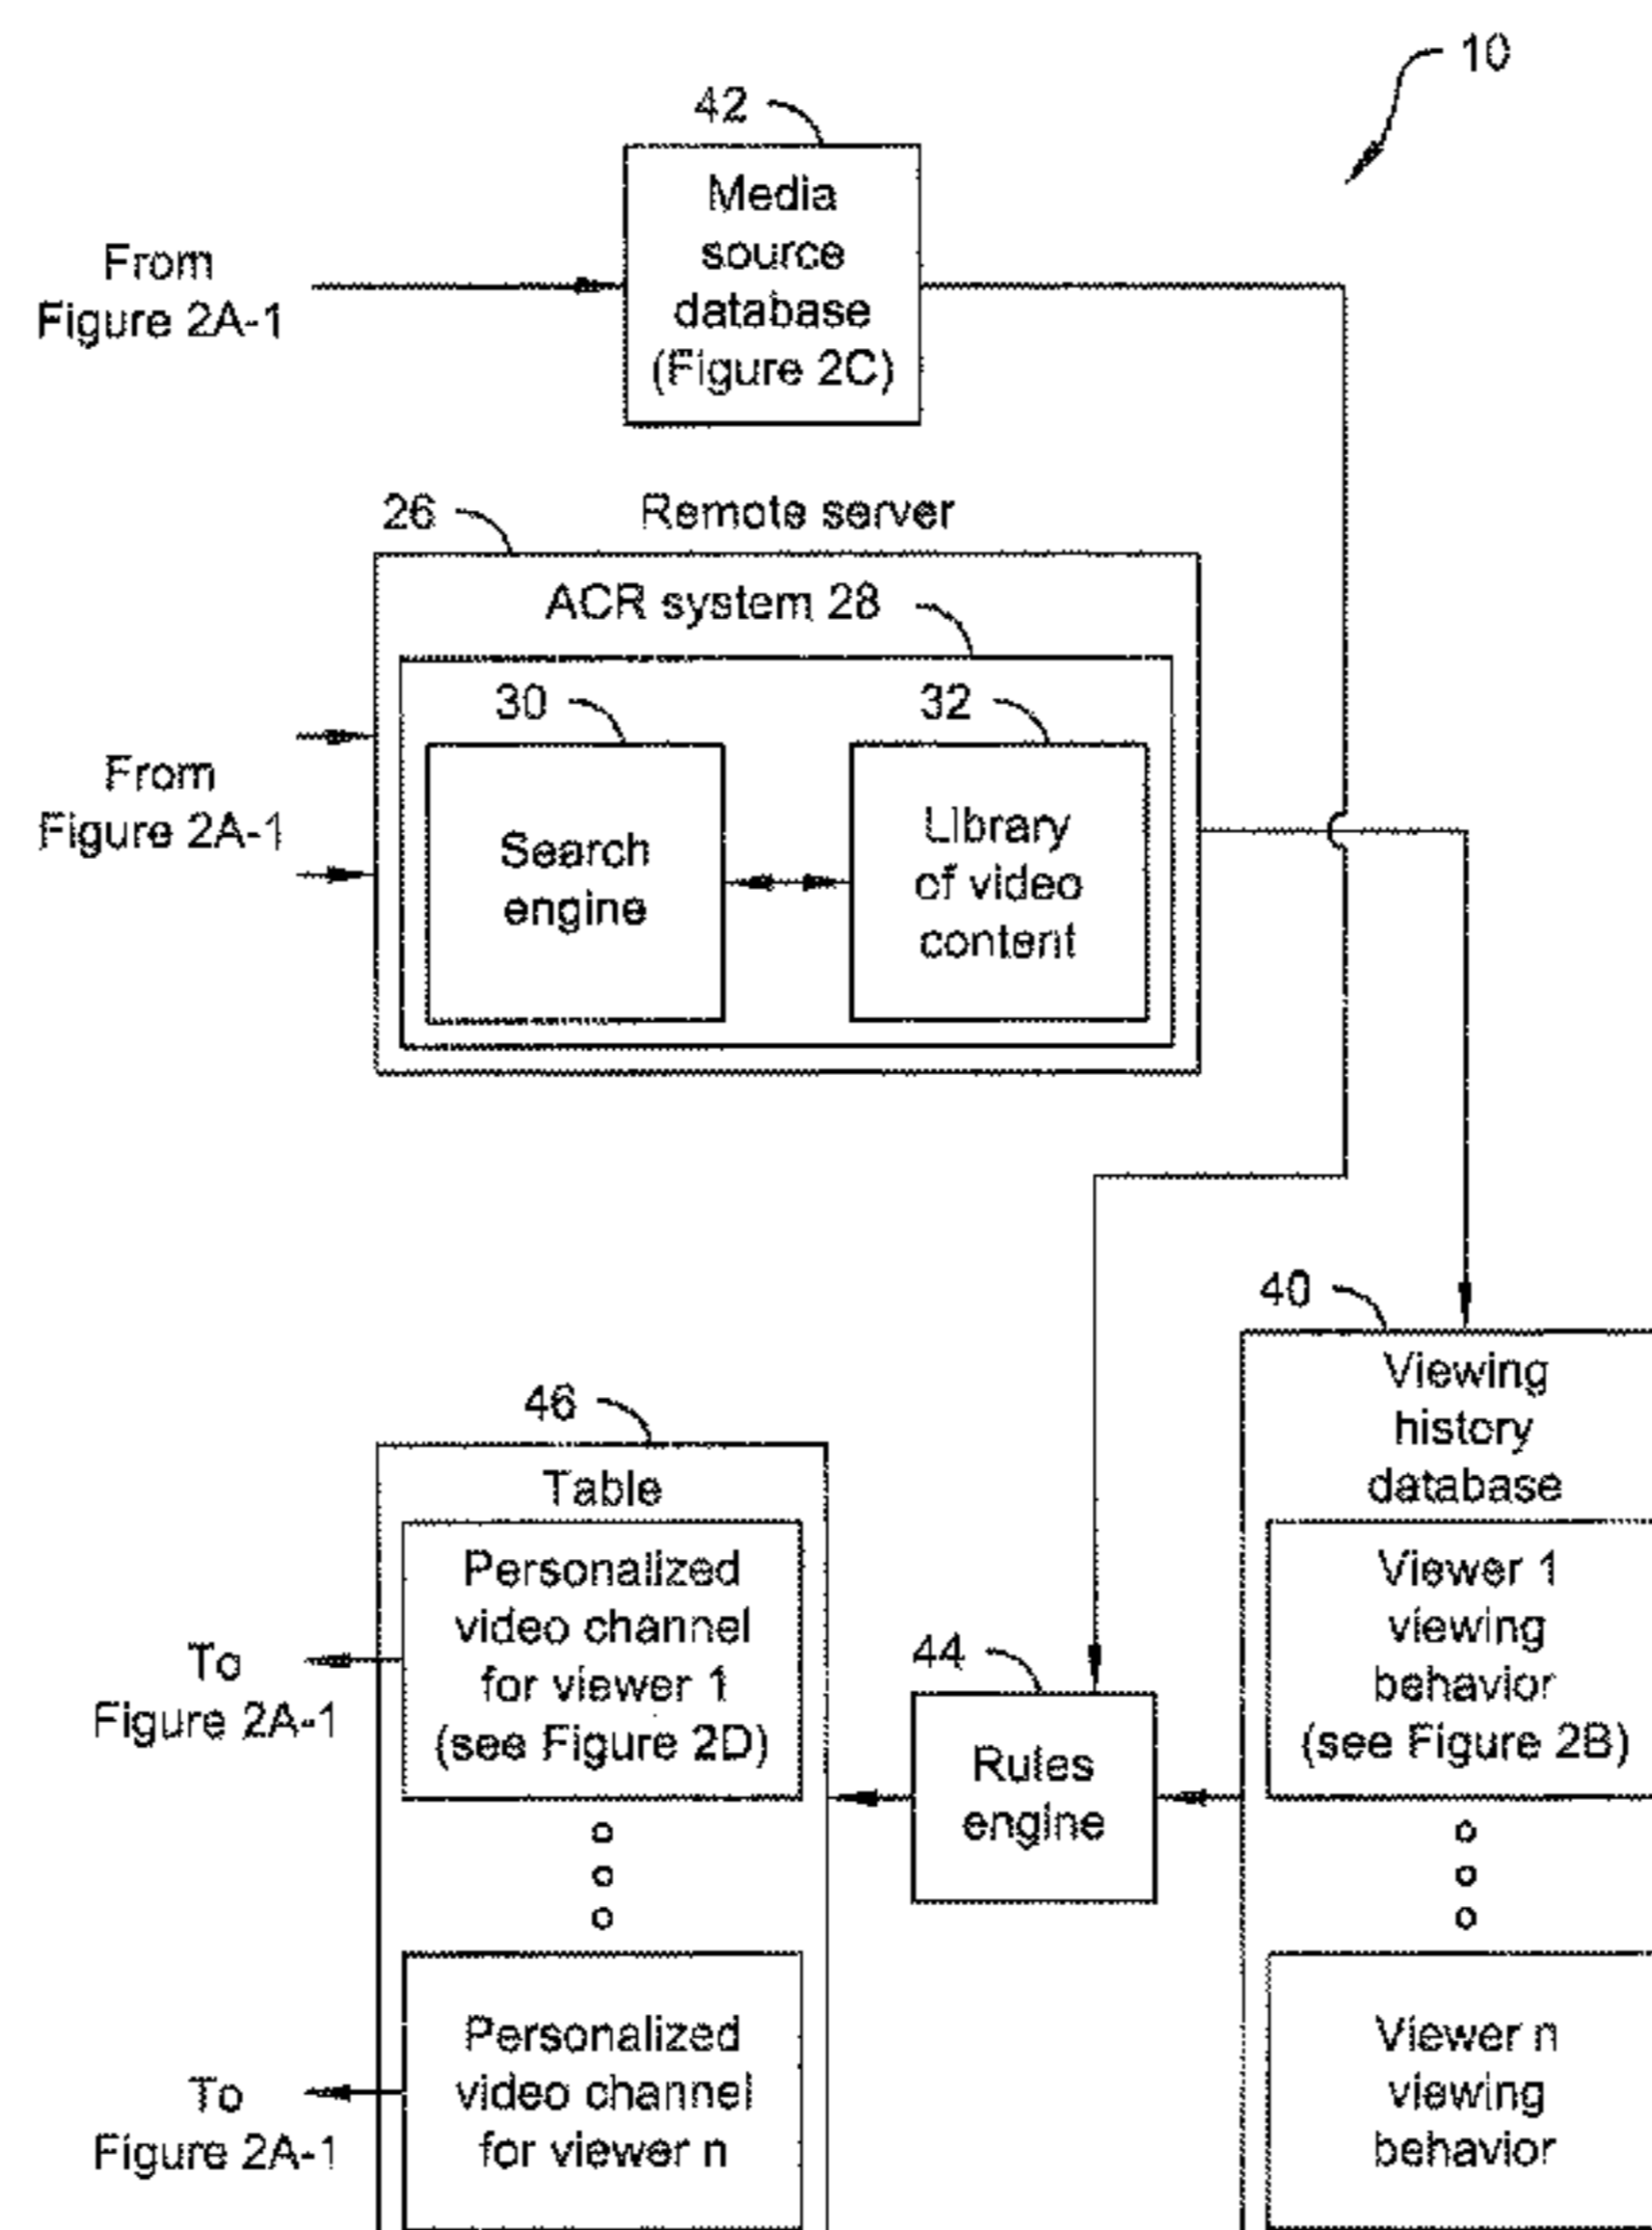 10
42
Media
source
database
(Figure 2C)
From
Figure 2A-1
26
Remote server
ACR system 28
30
32
Search
engine
Library
of video
content
From
Figure 2A-1
40
Viewing
history
database
Viewer 1
viewing
behavior
(see Figure 2B)
Viewer n
viewing
behavior
44
Rules
engine
46
Table
Personalized
video channel
for viewer 1
(see Figure 2D)
Personalized
video channel
for viewer n
To
Figure 2A-1
To
Figure 2A-1